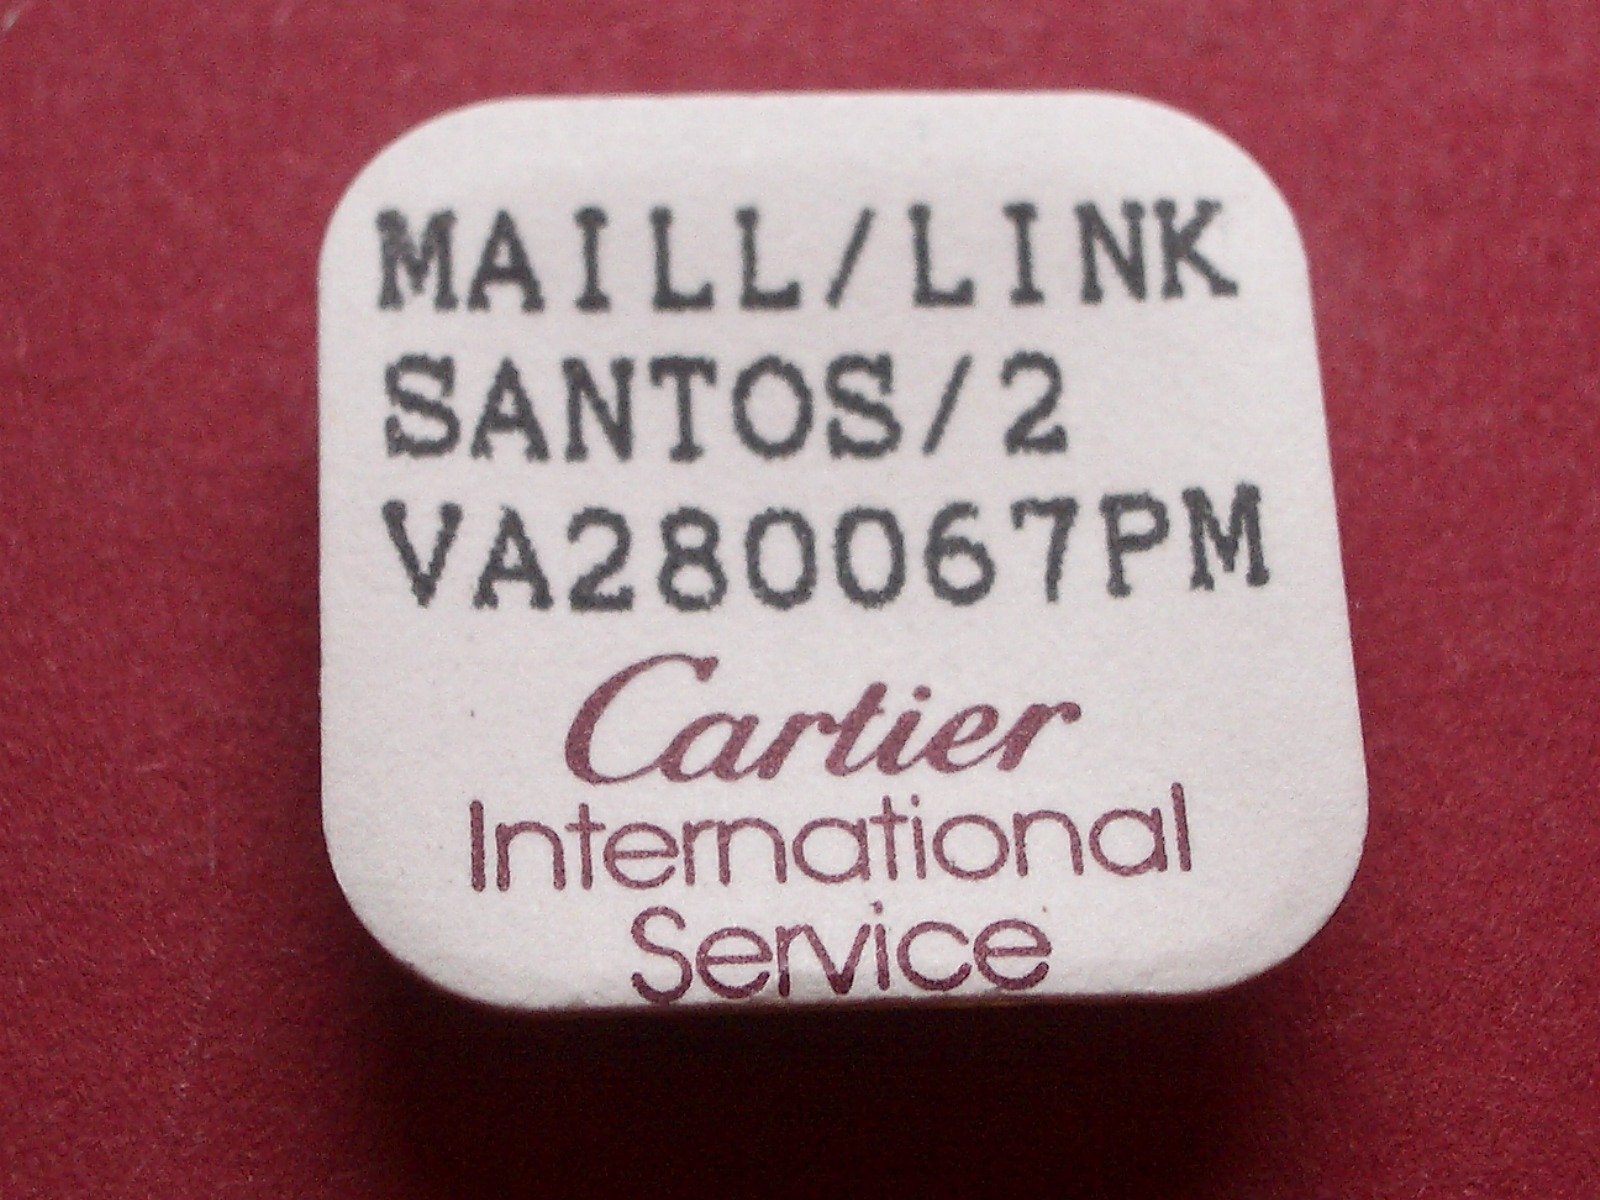 MAILL/LINK
SANTOS/2
VA280067PM
Cartier
International
Service